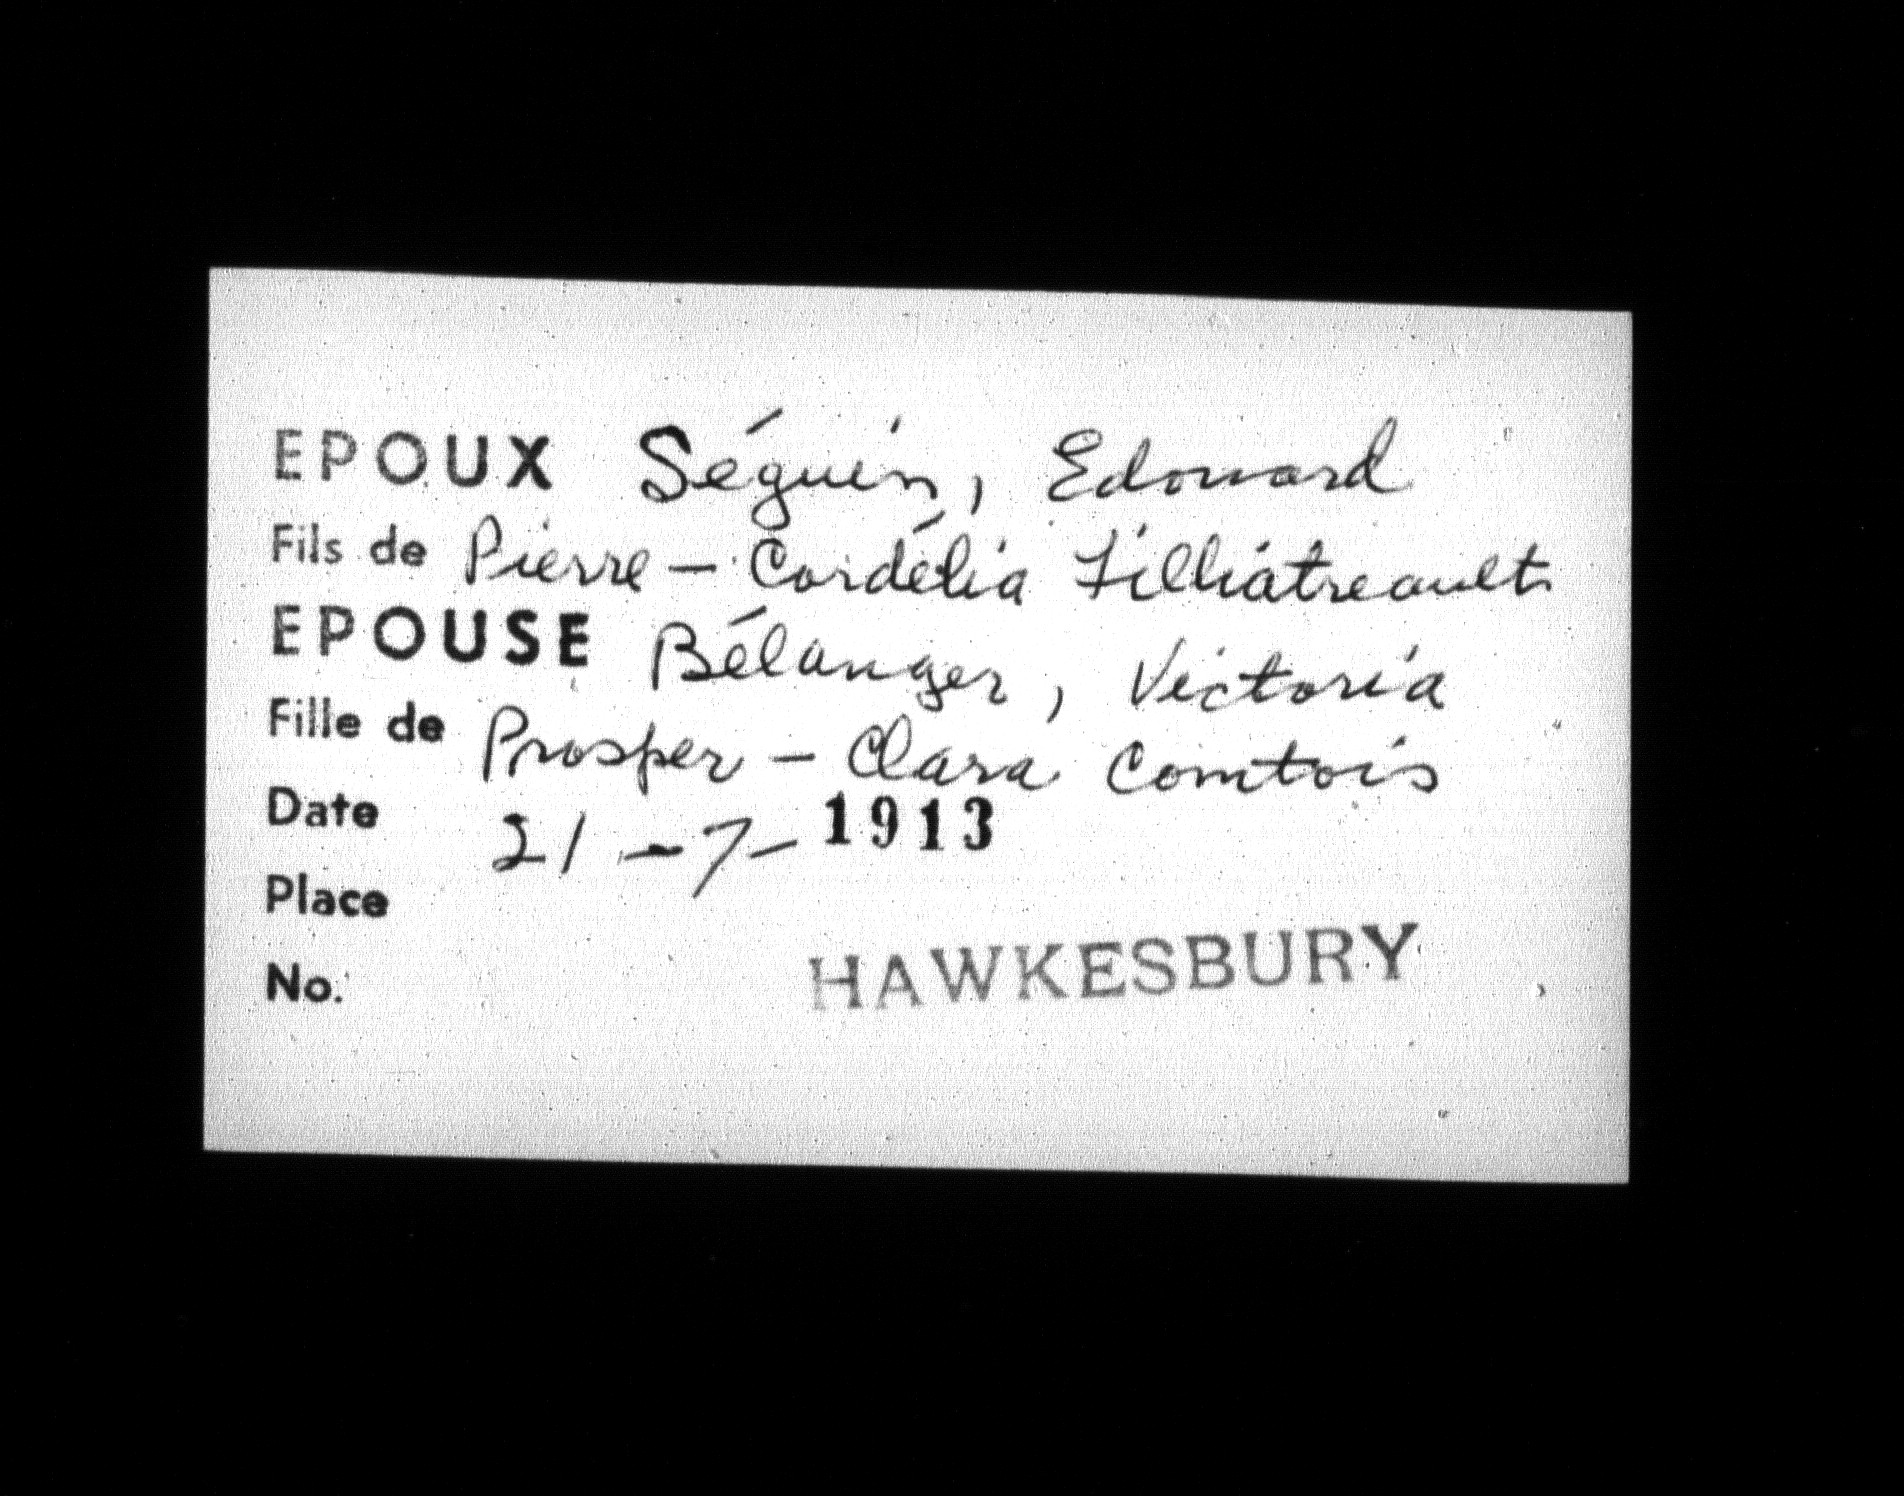 EPOUX Séguin, Edouard
Fils de Pierre - Cordélia Filliatreault
EPOUSE Bélanger, Victoria
Fille de Prosper - Clara Comtois
Date 21-7-1913
Place
HAWKESBURY
No.